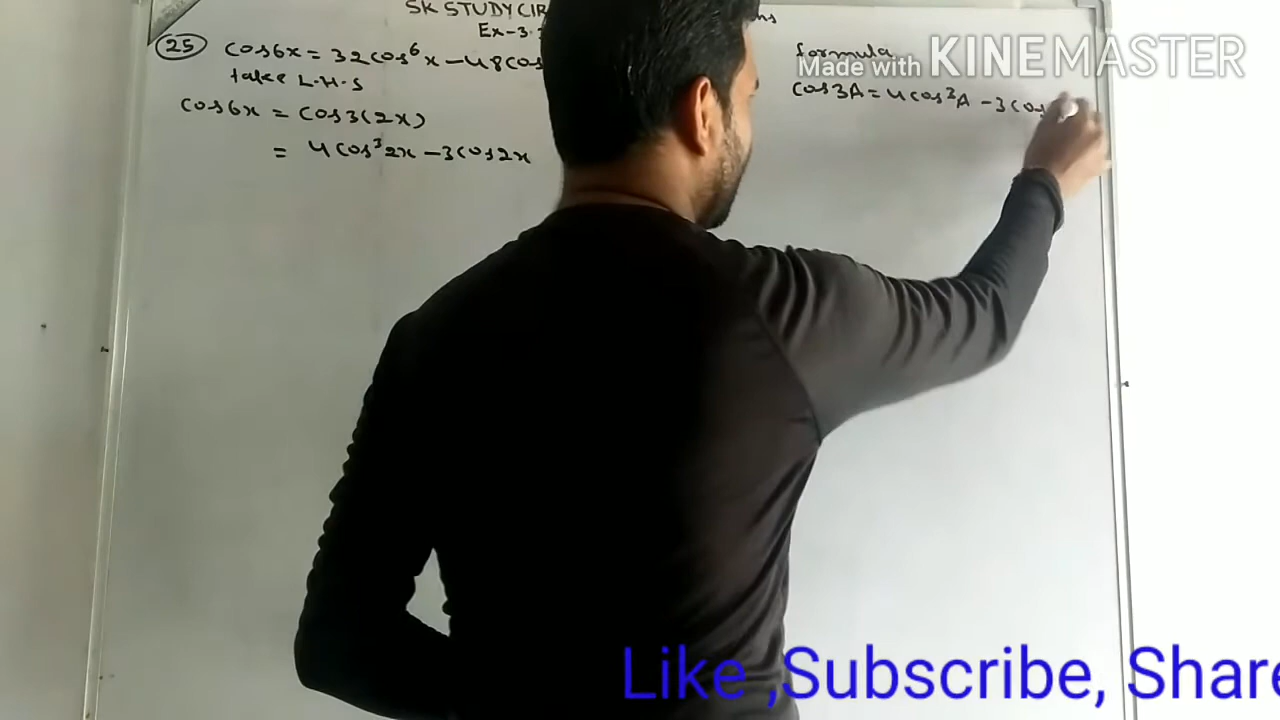 SK STUDY CIR
Ex-3.
25 cos6x = 32cos⁶x - 48cos
take L.H.S
cos6x = cos3(2x)
= 4cos³2x - 3cos2x
formula
cos3A = 4cos³A - 3cos
Made with KINEMASTER
Like ,Subscribe, Share